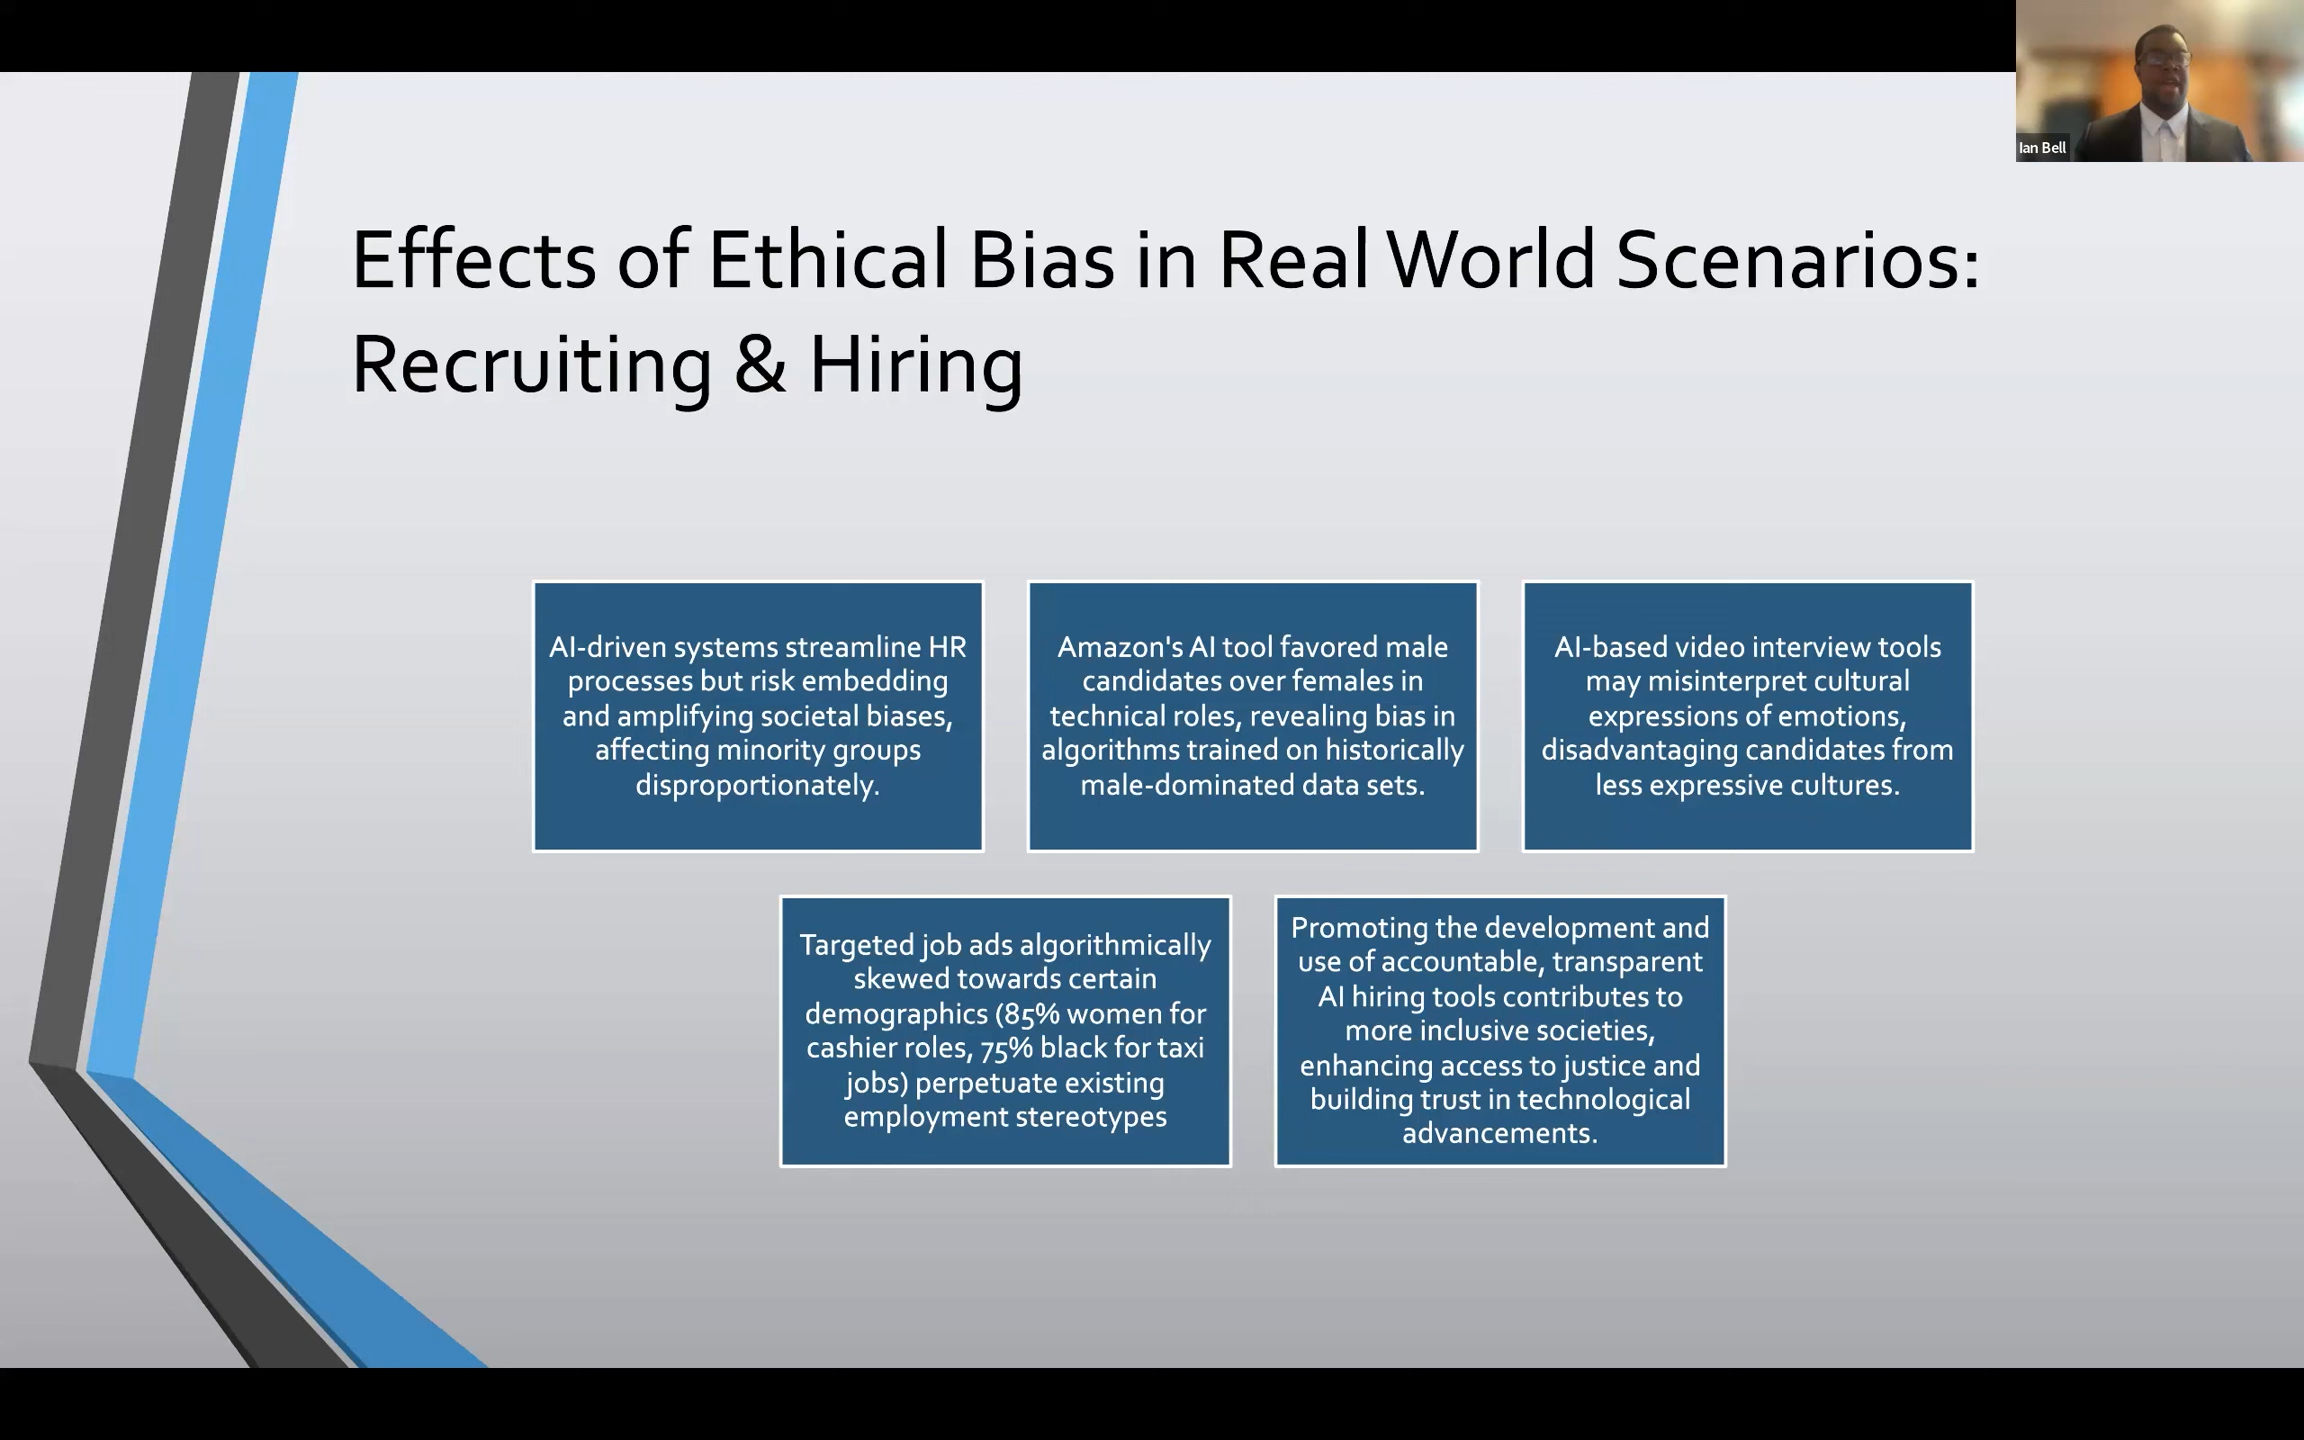 Ian Bell
Effects of Ethical Bias in Real World Scenarios:
Recruiting & Hiring
AI-driven systems streamline HR
processes but risk embedding
and amplifying societal biases,
affecting minority groups
disproportionately.
Amazon's AI tool favored male
candidates over females in
technical roles, revealing bias in
algorithms trained on historically
male-dominated data sets.
AI-based video interview tools
may misinterpret cultural
expressions of emotions,
disadvantaging candidates from
less expressive cultures.
Targeted job ads algorithmically
skewed towards certain
demographics (85% women for
cashier roles, 75% black for taxi
jobs) perpetuate existing
employment stereotypes
Promoting the development and
use of accountable, transparent
AI hiring tools contributes to
more inclusive societies,
enhancing access to justice and
building trust in technological
advancements.